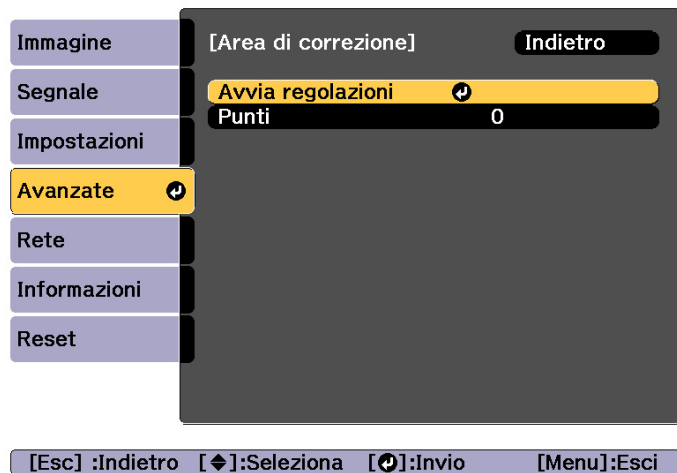 Immagine
Segnale
Impostazioni
Avanzate
Rete
Informazioni
Reset
[Area di correzione] Indietro
Avvia regolazioni
Punti 0
[Esc] :Indietro [◆]:Seleziona [↵]:Invio [Menu]:Esci